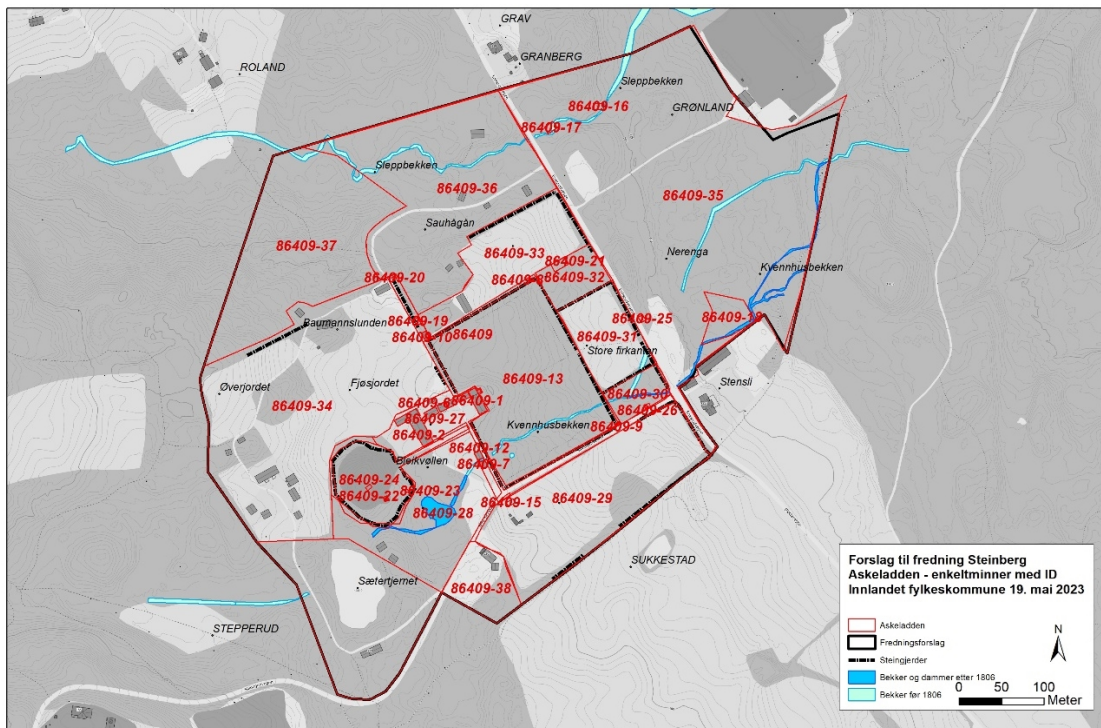 GRAV
GRANBERG
ROLAND
Sleppbekken
86409-16
GRØNLAND
86409-17
Sleppbekken
86409-36
86409-35
Sauhågån
86409-37
86409-33
86409-21
Nerenga
86409-20
86409-32
Kvennhusbekken
86409-19
86409-25
Baumannslunden
86409-10
86409
86409-31
Store firkanten
Øverjordet
Fjøsjordet
86409-13
Stensli
86409-34
86409-1
86409-27
86409-26
86409-2
Kvennhusbekken
86409-9
86409-12
Bleikvøllen
86409-7
86409-24
86409-23
86409-22
86409-15
86409-29
86409-28
SUKKESTAD
Sætertjernet
86409-38
STEPPERUD
Forslag til fredning Steinberg
Askeladden - enkeltminner med ID
Innlandet fylkeskommune 19. mai 2023
Askeladden
Fredningsforslag
Steingjerder
Bekker og dammer etter 1806
Bekker før 1806
N
0 50 100
Meter